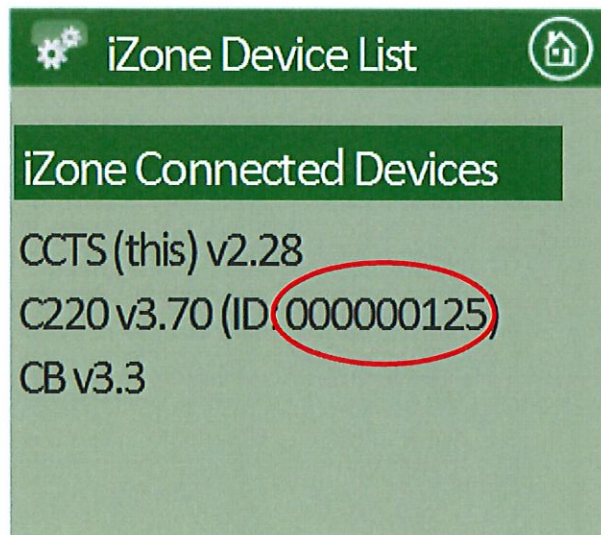 iZone Device List
iZone Connected Devices
CCTS (this) v2.28
C220 v3.70 (ID: 000000125)
CB v3.3